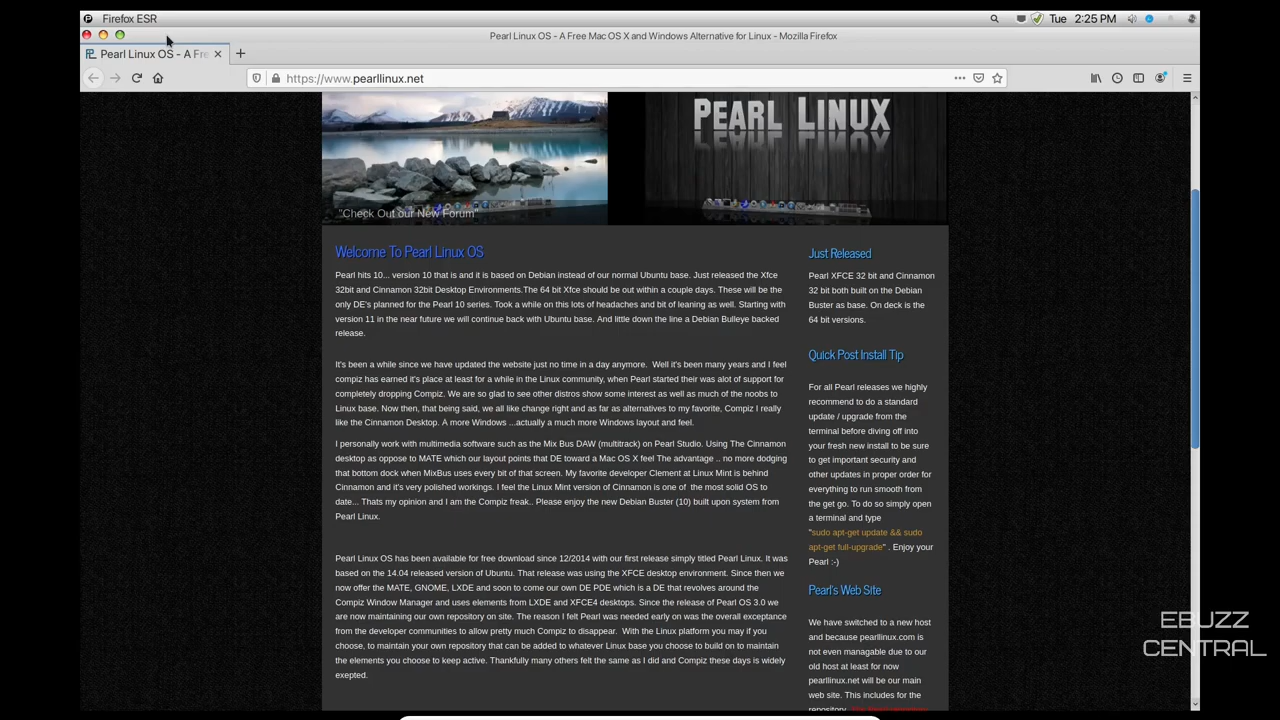 Firefox ESR
Tue 2:25 PM
Pearl Linux OS - A Free Mac OS X and Windows Alternative for Linux - Mozilla Firefox
Pearl Linux OS - A Fre
https://www.pearllinux.net
PEARL LINUX
"Check Out our New Forum"
Welcome To Pearl Linux OS
Pearl hits 10... version 10 that is and it is based on Debian instead of our normal Ubuntu base. Just released the Xfce
32bit and Cinnamon 32bit Desktop Environments.The 64 bit Xfce should be out within a couple days. These will be the
only DE's planned for the Pearl 10 series. Took a while on this lots of headaches and bit of leaning as well. Starting with
version 11 in the near future we will continue back with Ubuntu base. And little down the line a Debian Bulleye backed
release.
It's been a while since we have updated the website just no time in a day anymore. Well it's been many years and I feel
compiz has earned it's place at least for a while in the Linux community, when Pearl started their was alot of support for
completely dropping Compiz. We are so glad to see other distros show some interest as well as much of the noobs to
Linux base. Now then, that being said, we all like change right and as far as alternatives to my favorite, Compiz I really
like the Cinnamon Desktop. A more Windows ...actually a much more Windows layout and feel.
I personally work with multimedia software such as the Mix Bus DAW (multitrack) on Pearl Studio. Using The Cinnamon
desktop as oppose to MATE which our layout points that DE toward a Mac OS X feel The advantage .. no more dodging
that bottom dock when MixBus uses every bit of that screen. My favorite developer Clement at Linux Mint is behind
Cinnamon and it's very polished workings. I feel the Linux Mint version of Cinnamon is one of the most solid OS to
date... Thats my opinion and I am the Compiz freak.. Please enjoy the new Debian Buster (10) built upon system from
Pearl Linux.
Pearl Linux OS has been available for free download since 12/2014 with our first release simply titled Pearl Linux. It was
based on the 14.04 released version of Ubuntu. That release was using the XFCE desktop environment. Since then we
now offer the MATE, GNOME, LXDE and soon to come our own DE PDE which is a DE that revolves around the
Compiz Window Manager and uses elements from LXDE and XFCE4 desktops. Since the release of Pearl OS 3.0 we
are now maintaining our own repository on site. The reason I felt Pearl was needed early on was the overall exceptance
from the developer communities to allow pretty much Compiz to disappear. With the Linux platform you may if you
choose, to maintain your own repository that can be added to whatever Linux base you choose to build on to maintain
the elements you choose to keep active. Thankfully many others felt the same as I did and Compiz these days is widely
exepted.
Just Released
Pearl XFCE 32 bit and Cinnamon
32 bit both built on the Debian
Buster as base. On deck is the
64 bit versions.
Quick Post Install Tip
For all Pearl releases we highly
recommend to do a standard
update / upgrade from the
terminal before diving off into
your fresh new install to be sure
to get important security and
other updates in proper order for
everything to run smooth from
the get go. To do so simply open
a terminal and type
"sudo apt-get update && sudo
apt-get full-upgrade" . Enjoy your
Pearl :-)
Pearl's Web Site
We have switched to a new host
and because pearllinux.com is
not even managable due to our
old host at least for now
pearllinux.net will be our main
web site. This includes for the
repository.
EBUZZ
CENTRAL